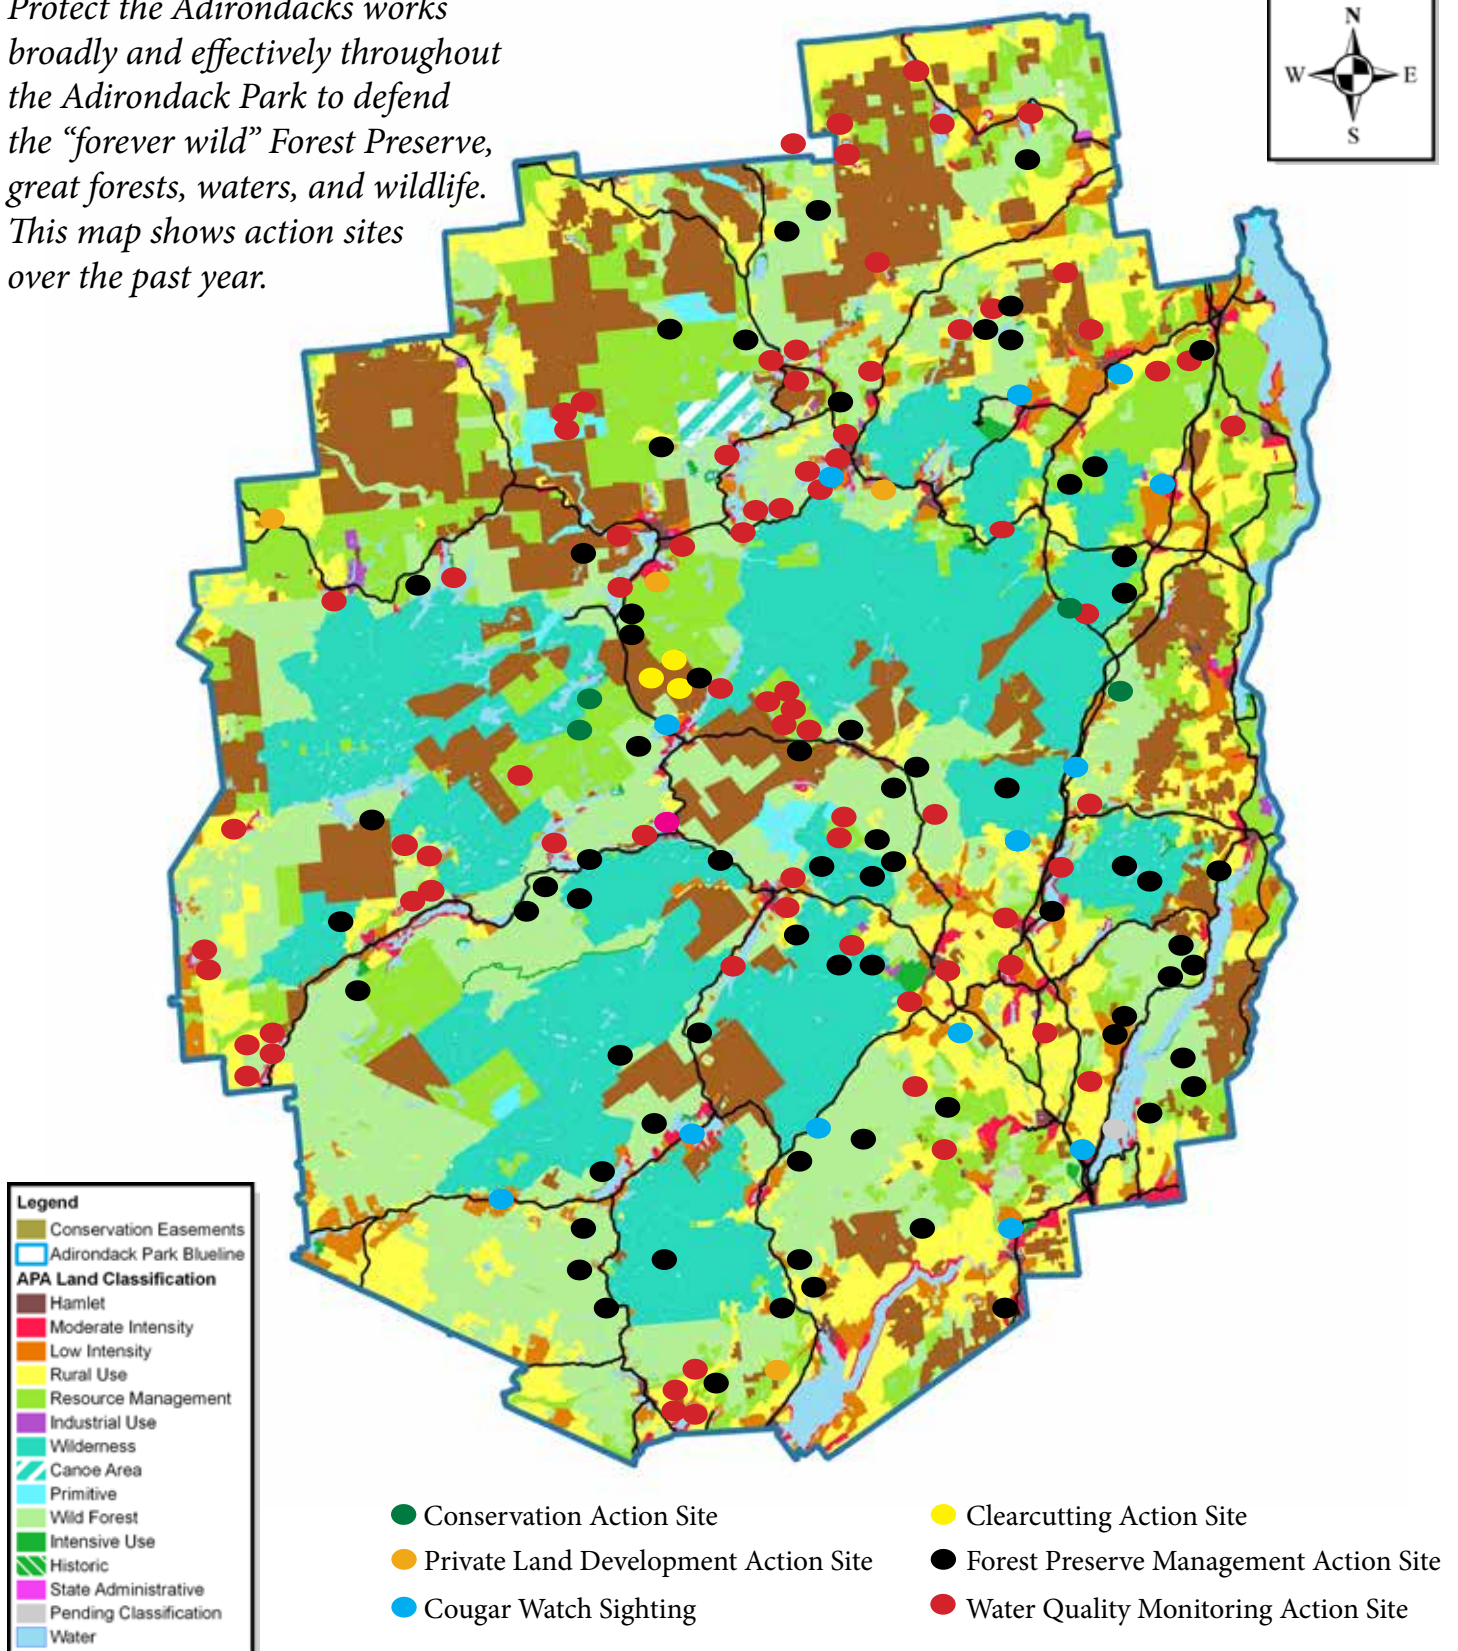 Protect the Adirondacks works
broadly and effectively throughout
the Adirondack Park to defend
the “forever wild” Forest Preserve,
great forests, waters, and wildlife.
This map shows action sites
over the past year.
N
W E
S
Legend
Conservation Easements
Adirondack Park Blueline
APA Land Classification
Hamlet
Moderate Intensity
Low Intensity
Rural Use
Resource Management
Industrial Use
Wilderness
Canoe Area
Primitive
Wild Forest
Intensive Use
Historic
State Administrative
Pending Classification
Water
Conservation Action Site
Private Land Development Action Site
Cougar Watch Sighting
Clearcutting Action Site
Forest Preserve Management Action Site
Water Quality Monitoring Action Site